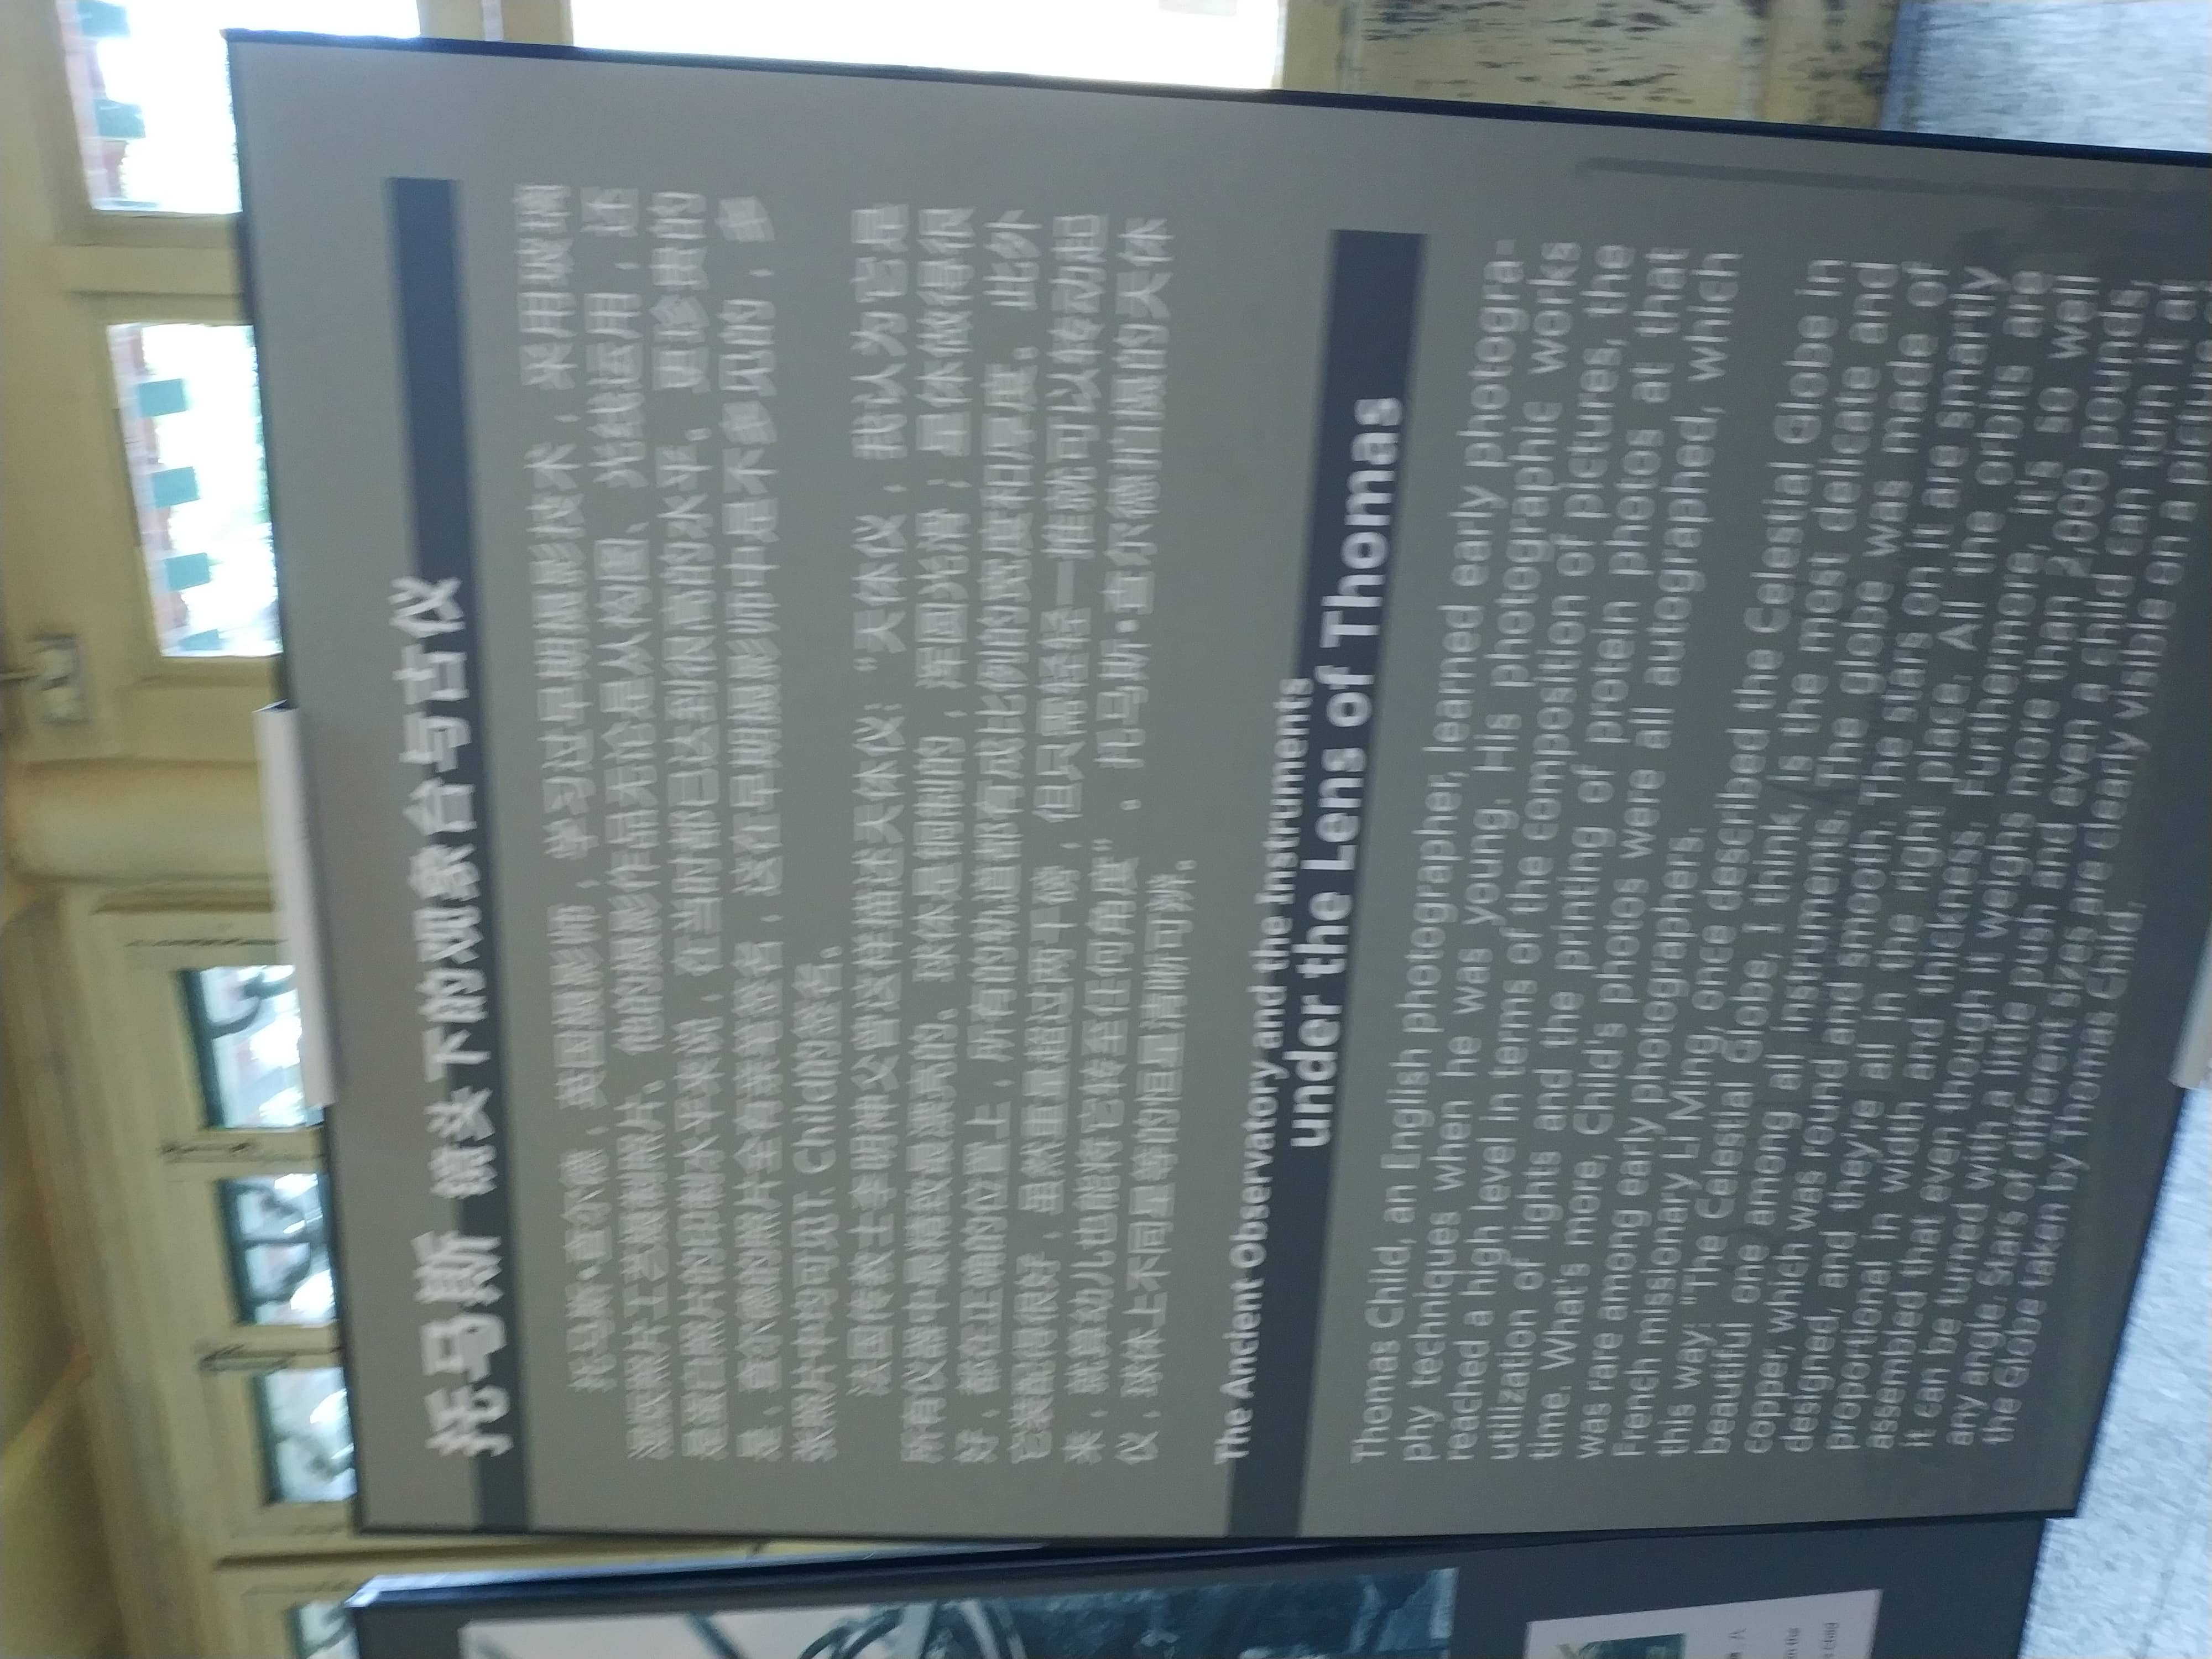 托马斯 镜头下的观象台与古仪
托马斯·查尔德，英国摄影师，学习过早期摄影技术，采用玻璃
湿版照片工艺摄制照片。他的摄影作品无论是从构图、光线运用，还
是蛋白照片的印制水平来说，在当时都已达到很高的水平。更珍贵的
是，查尔德的照片全有亲笔签名，这在早期摄影师中是不多见的，多
张照片中均可见T. Child的签名。
法国传教士李明神父曾这样描述天体仪："天体仪，我认为它是
所有仪器中最精致最漂亮的。球体是铜制的，浑圆光滑；星体做得很
好，都在正确的位置上，所有的轨道都有成比例的宽度和厚度。此外
它装配得很好，虽然重量超过两千磅，但只需轻轻一推就可以转动起
来，就算幼儿也能将它转至任何角度"。托马斯·查尔德拍摄的天体
仪，球体上不同星等的恒星清晰可辨。
The Ancient Observatory and the Instruments
under the Lens of Thomas
Thomas Child, an English photographer, learned early photogra-
phy techniques when he was young. His photographic works
reached a high level in terms of the composition of pictures, the
utilization of lights and the printing of protein photos at that
time. What's more, Child's photos were all autographed, which
was rare among early photographers.
French missionary Li Ming, once described the Celestial Globe in
this way: "The Celestial Globe, I think, is the most delicate and
beautiful one among all instruments. The globe was made of
copper, which was round and smooth. The stars on it are smartly
designed, and they're all in the right place. All the orbits are
proportional in width and thickness. Furthermore, it's so well
assembled that even though it weighs more than 2,000 pounds,
it can be turned with a little push and even a child can turn it at
any angle. Stars of different sizes are clearly visible on a picture of
the Globe taken by Thomas Child.
八
on the
s Child